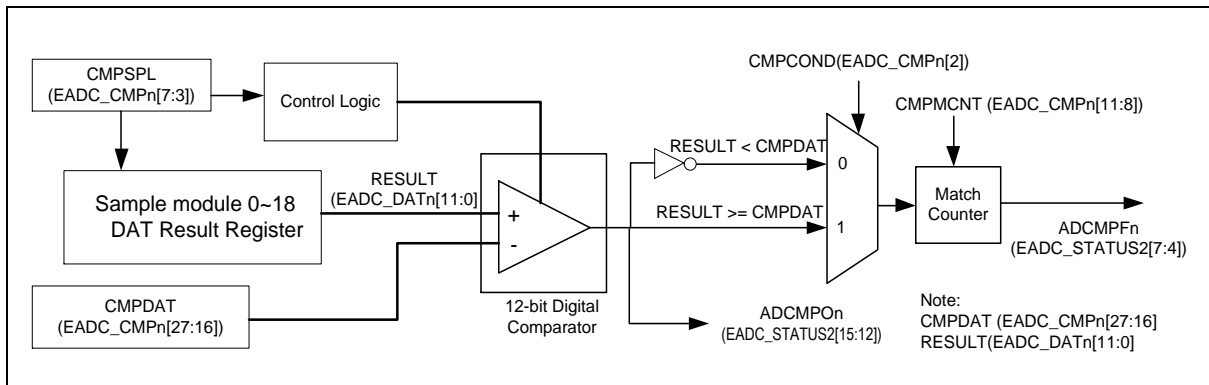 CMPSPL
(EADC_CMPn[7:3])
Control Logic
CMPCOND(EADC_CMPn[2])
CMPMCNT (EADC_CMPn[11:8])
Sample module 0~18
DAT Result Register
RESULT
(EADC_DATn[11:0]
+
-
RESULT < CMPDAT
0
RESULT >= CMPDAT
1
Match
Counter
ADCMPFn
(EADC_STATUS2[7:4])
CMPDAT
(EADC_CMPn[27:16])
12-bit Digital
Comparator
ADCMPOn
(EADC_STATUS2[15:12])
Note:
CMPDAT (EADC_CMPn[27:16]
RESULT(EADC_DATn[11:0]